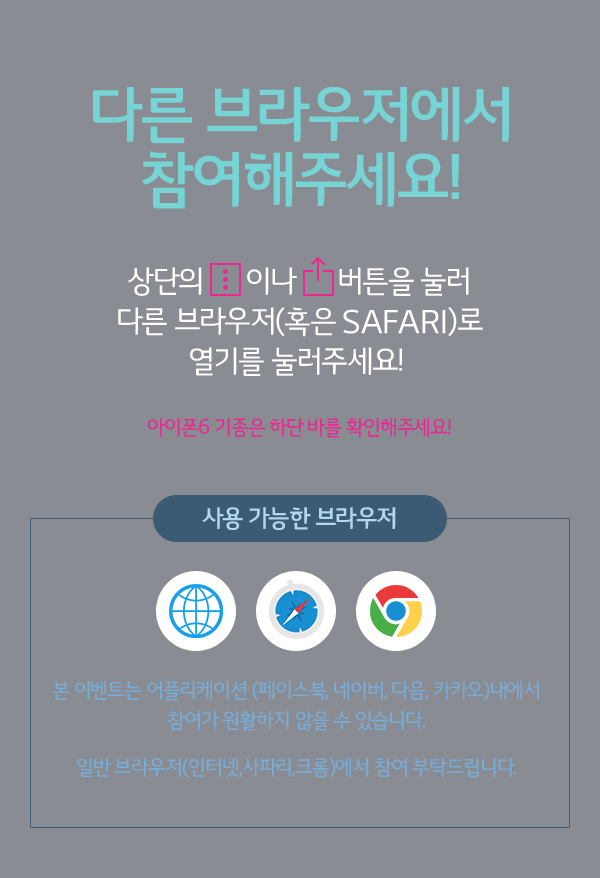 다른 브라우저에서
참여해주세요!
상단의 이나 버튼을 눌러
다른 브라우저(혹은 SAFARI)로
열기를 눌러주세요!
아이폰6 기종은 하단 바를 확인해주세요!
사용 가능한 브라우저
본 이벤트는 어플리케이션 (페이스북, 네이버, 다음, 카카오)내에서
참여가 원활하지 않을 수 있습니다.
일반 브라우저(인터넷,사파리,크롬)에서 참여 부탁드립니다.